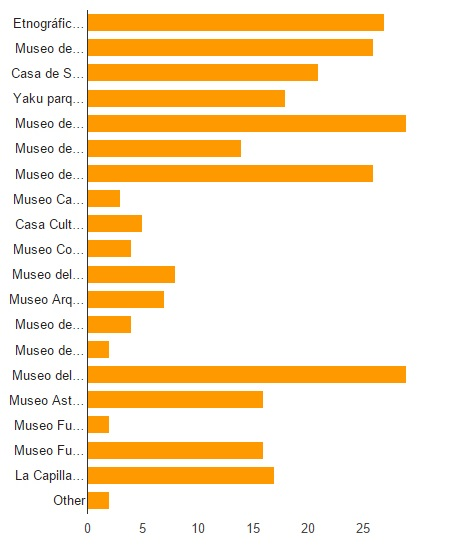 Etnográfic...
Museo de...
Casa de S...
Yaku parq...
Museo de...
Museo de...
Museo de...
Museo Ca...
Casa Cult...
Museo Co...
Museo del...
Museo Arq...
Museo de...
Museo de...
Museo del...
Museo Ast...
Museo Fu...
Museo Fu...
La Capilla...
Other
0 5 10 15 20 25